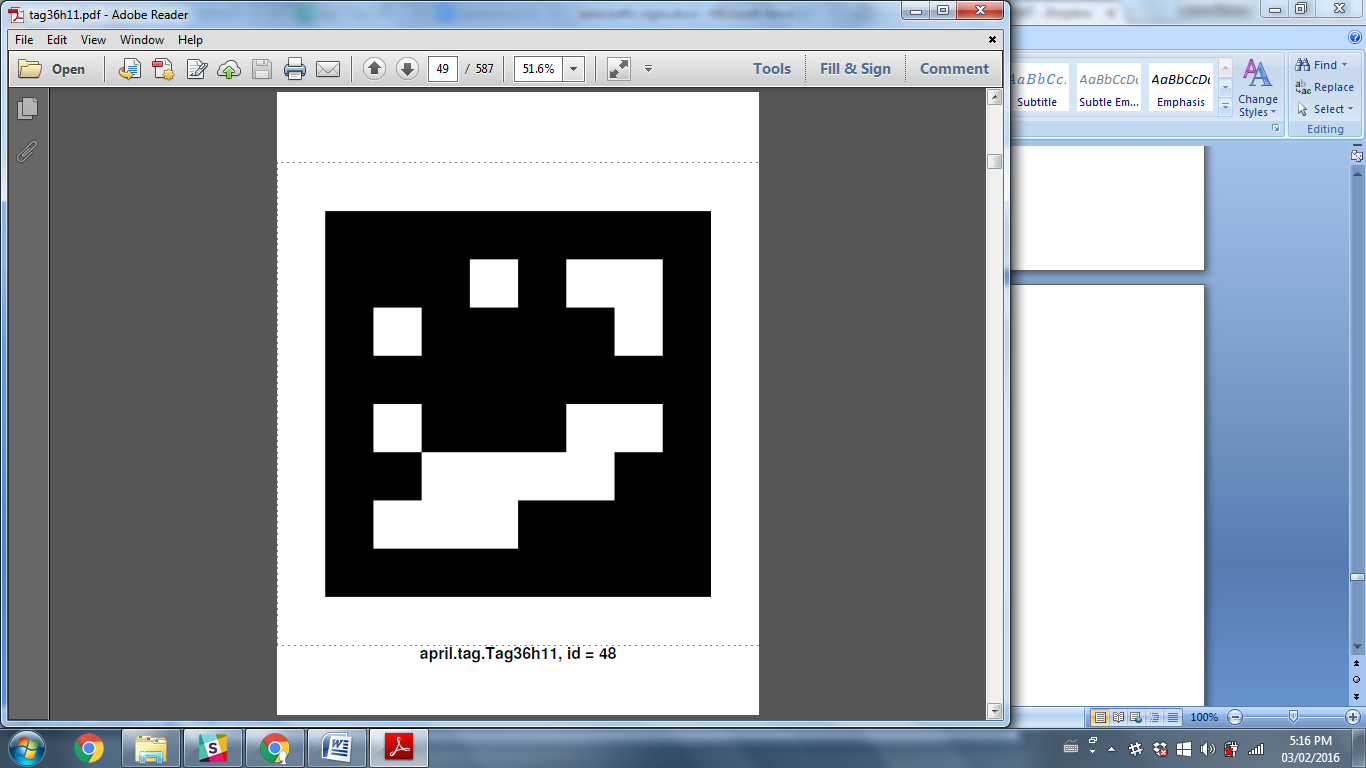 tag36h11.pdf - Adobe Reader
File Edit View Window Help
Open 49 / 587 51.6% Tools Fill & Sign Comment
AaBbCc AaBbCcDc AaBbCcDc
Subtitle Subtle Em... Emphasis
Change Styles
Find
Replace
Select
Editing
april.tag.Tag36h11, id = 48
100%
5:16 PM
03/02/2016